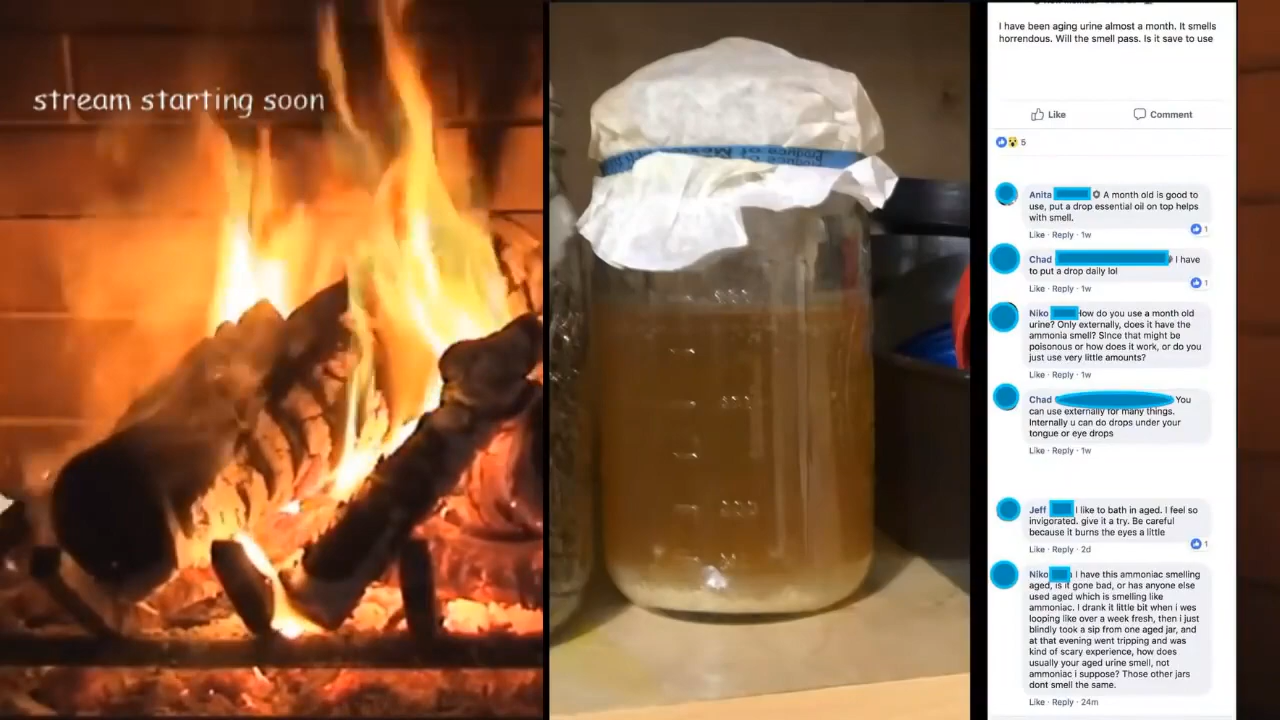 stream starting soon
Produce of Mexico
I have been aging urine almost a month. It smells
horrendous. Will the smell pass. Is it save to use
Like
Comment
5
Anita A month old is good to
use, put a drop essential oil on top helps
with smell.
Like · Reply · 1w
1
Chad I have
to put a drop daily lol
Like · Reply · 1w
1
Niko How do you use a month old
urine? Only externally, does it have the
ammonia smell? SInce that might be
poisonous or how does it work, or do you
just use very little amounts?
Like · Reply · 1w
Chad You
can use externally for many things.
Internally u can do drops under your
tongue or eye drops
Like · Reply · 1w
Jeff I like to bath in aged. I feel so
invigorated. give it a try. Be careful
because it burns the eyes a little
Like · Reply · 2d
1
Niko I have this ammoniac smelling
aged, is it gone bad, or has anyone else
used aged which is smelling like
ammoniac. I drank it little bit when i wes
looping like over a week fresh, then i just
blindly took a sip from one aged jar, and
at that evening went tripping and was
kind of scary experience, how does
usually your aged urine smell, not
ammoniac i suppose? Those other jars
dont smell the same.
Like · Reply · 24m